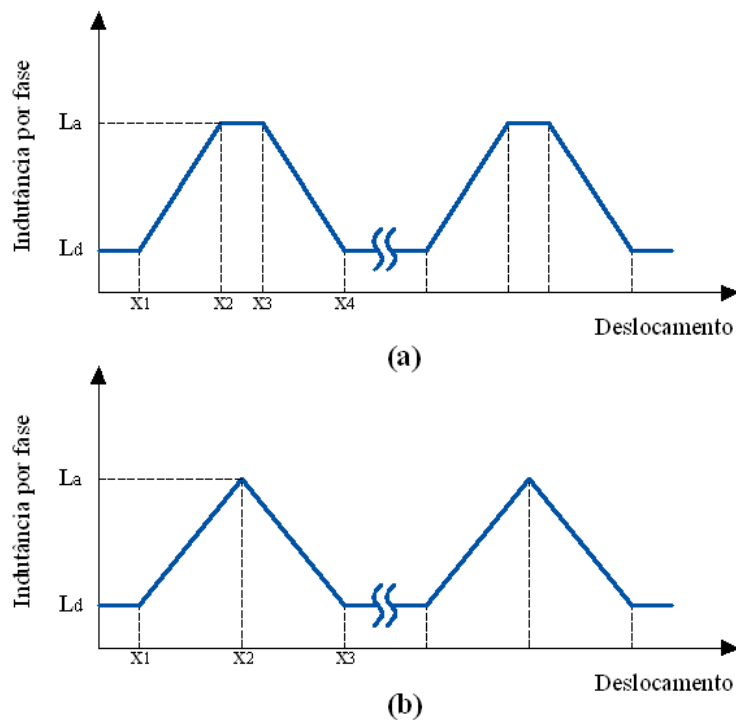 Indutância por fase
La
Ld
X1 X2 X3 X4
Deslocamento
(a)
Indutância por fase
La
Ld
X1 X2 X3
Deslocamento
(b)